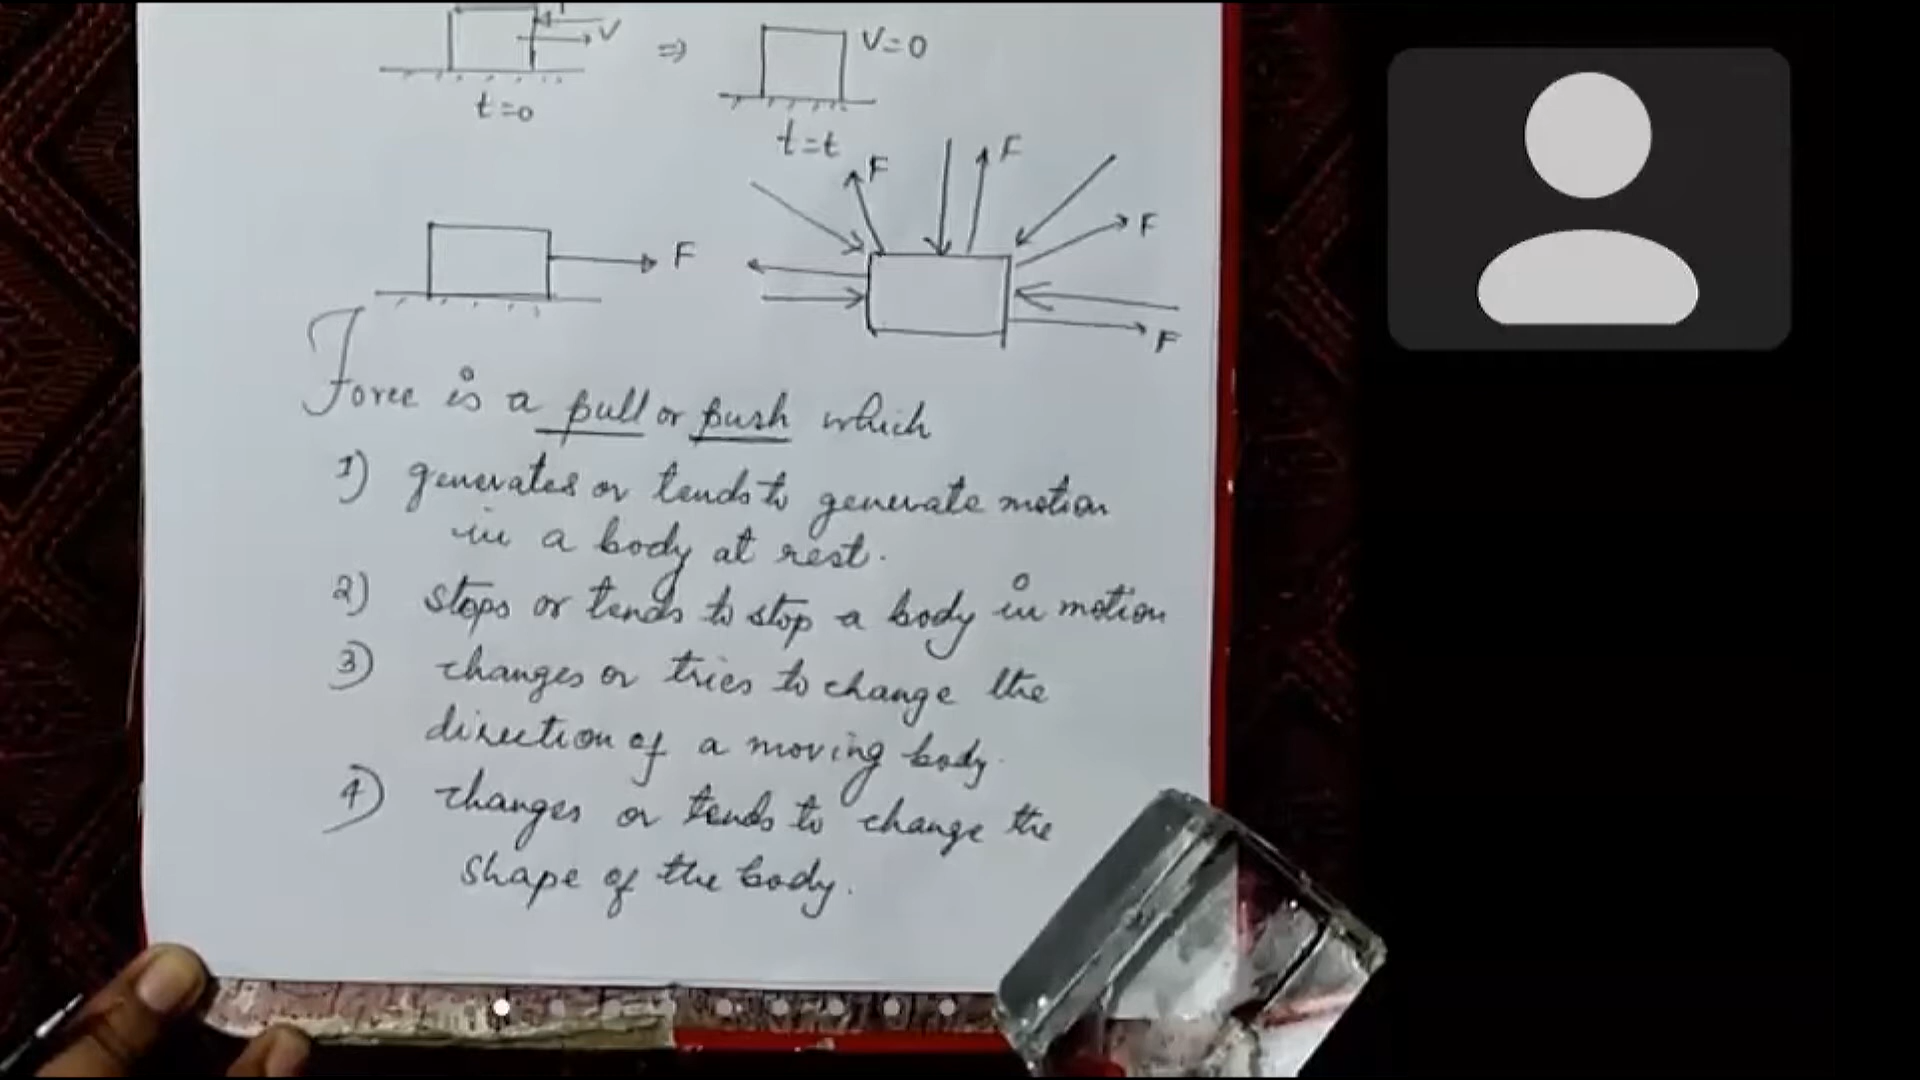 V
⇒
V=0
t=0
t=t
F
F
F
F
F
Force is a pull or push which
1) generates or tends to generate motion
in a body at rest.
2) stops or tends to stop a body in motion
3) changes or tries to change the
direction of a moving body.
4) changes or tends to change the
shape of the body.